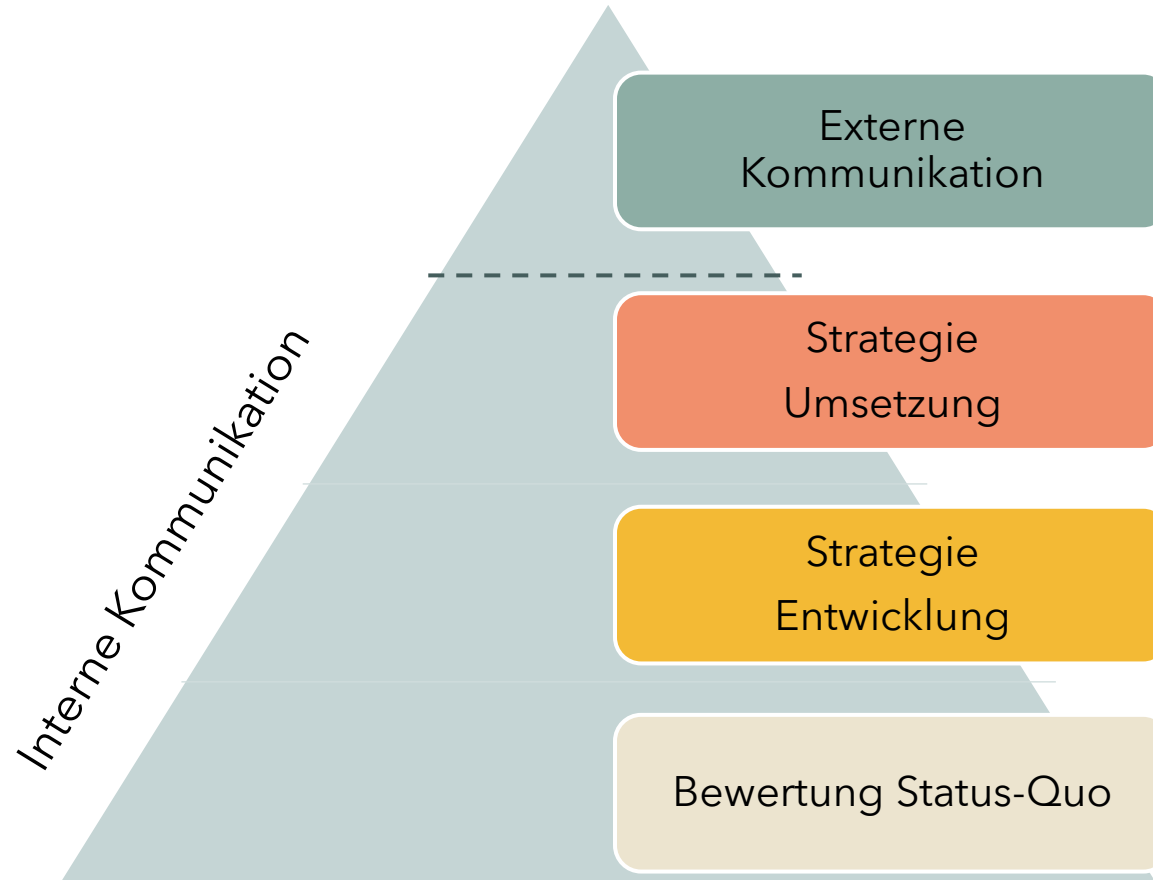 Externe
Kommunikation
Strategie
Umsetzung
Interne Kommunikation
Strategie
Entwicklung
Bewertung Status-Quo